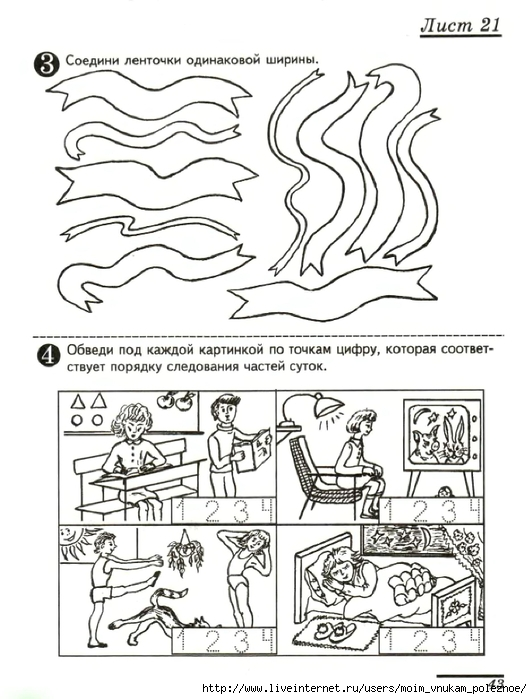 Лист 21
3 Соедини ленточки одинаковой ширины.
4 Обведи под каждой картинкой по точкам цифру, которая соответ-
ствует порядку следования частей суток.
1 2 3 4
1 2 3 4
1 2 3 4
1 2 3 4
43
http://www.liveinternet.ru/users/moim_vnukam_poleznoe/